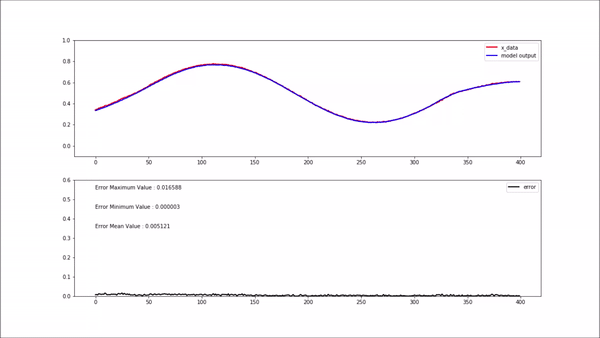 1.0
x_data
model output
0.8
0.6
0.4
0.2
0.0
0 50 100 150 200 250 300 350 400
0.6
error
Error Maximum Value : 0.016588
0.5
Error Minimum Value : 0.000003
0.4
Error Mean Value : 0.005121
0.3
0.2
0.1
0.0
0 50 100 150 200 250 300 350 400